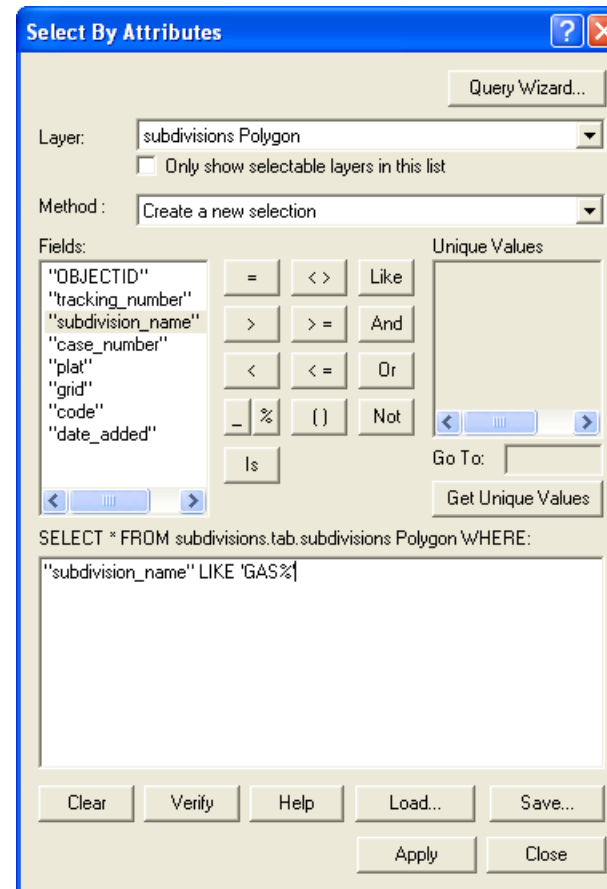 Select By Attributes
Query Wizard...
Layer: subdivisions Polygon
Only show selectable layers in this list
Method : Create a new selection
Fields: Unique Values
"OBJECTID"
"tracking_number"
"subdivision_name"
"case_number"
"plat"
"grid"
"code"
"date_added"
= < > Like
> > = And
< < = Or
_ % ( ) Not
Is
Go To:
Get Unique Values
SELECT * FROM subdivisions.tab.subdivisions Polygon WHERE:
"subdivision_name" LIKE 'GAS%'
Clear Verify Help Load... Save...
Apply Close